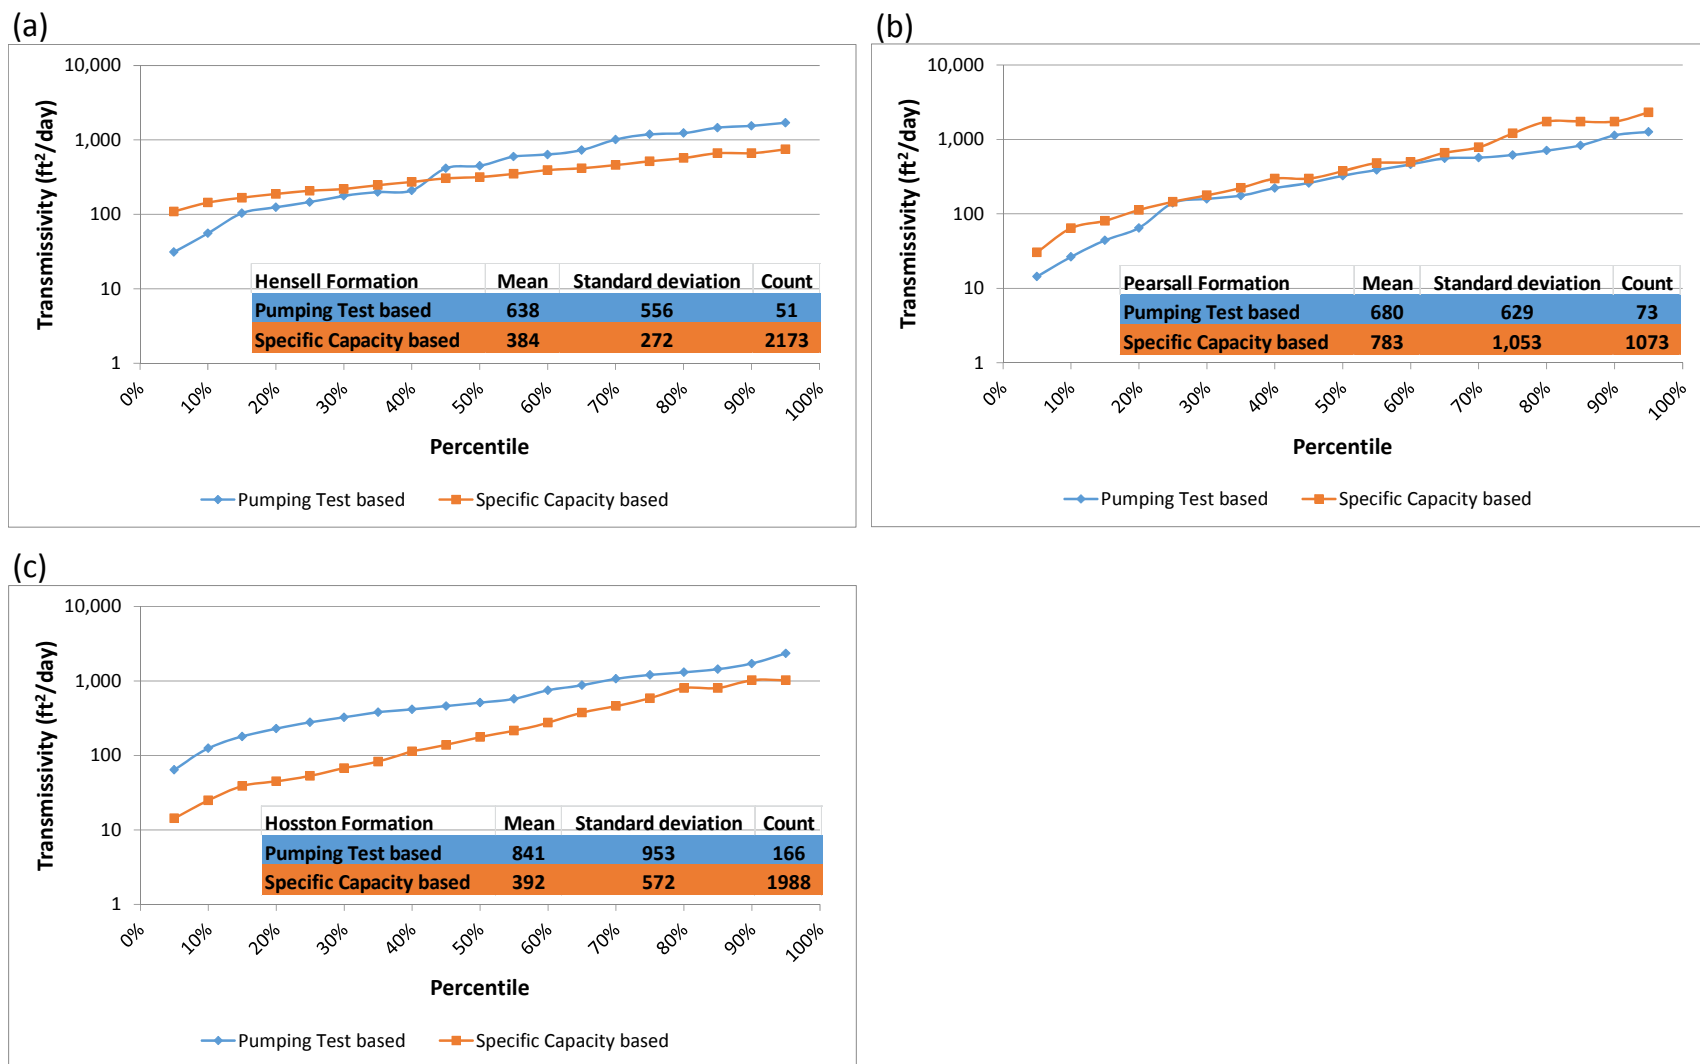 (a)
Transmissivity (ft²/day)
10,000
1,000
100
10
1
Hensell Formation Mean Standard deviation Count
Pumping Test based 638 556 51
Specific Capacity based 384 272 2173
0% 10% 20% 30% 40% 50% 60% 70% 80% 90% 100%
Percentile
Pumping Test based Specific Capacity based
(b)
Transmissivity (ft²/day)
10,000
1,000
100
10
1
Pearsall Formation Mean Standard deviation Count
Pumping Test based 680 629 73
Specific Capacity based 783 1,053 1073
0% 10% 20% 30% 40% 50% 60% 70% 80% 90% 100%
Percentile
Pumping Test based Specific Capacity based
(c)
Transmissivity (ft²/day)
10,000
1,000
100
10
1
Hosston Formation Mean Standard deviation Count
Pumping Test based 841 953 166
Specific Capacity based 392 572 1988
0% 10% 20% 30% 40% 50% 60% 70% 80% 90% 100%
Percentile
Pumping Test based Specific Capacity based